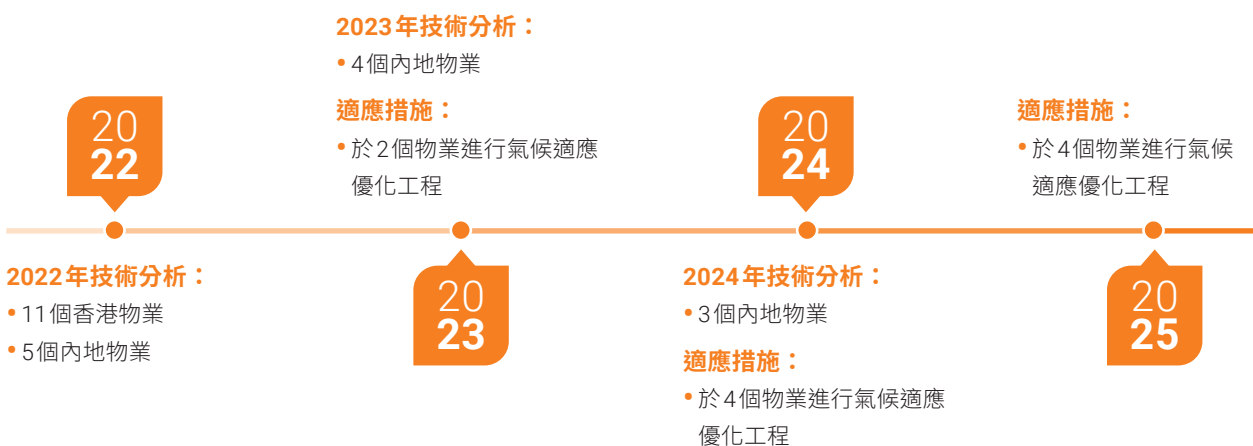 20
22
2022年技術分析：
•11個香港物業
•5個內地物業
2023年技術分析：
•4個內地物業
適應措施：
•於2個物業進行氣候適應
優化工程
20
23
20
24
2024年技術分析：
•3個內地物業
適應措施：
•於4個物業進行氣候適應
優化工程
適應措施：
•於4個物業進行氣候
適應優化工程
20
25